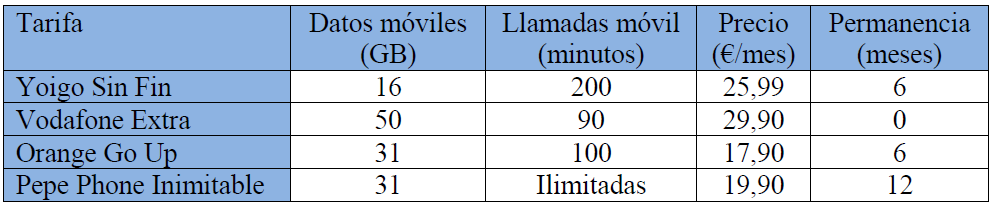 Tarifa Datos móviles (GB) Llamadas móvil (minutos) Precio (€/mes) Permanencia (meses)
Yoigo Sin Fin 16 200 25,99 6
Vodafone Extra 50 90 29,90 0
Orange Go Up 31 100 17,90 6
Pepe Phone Inimitable 31 Ilimitadas 19,90 12